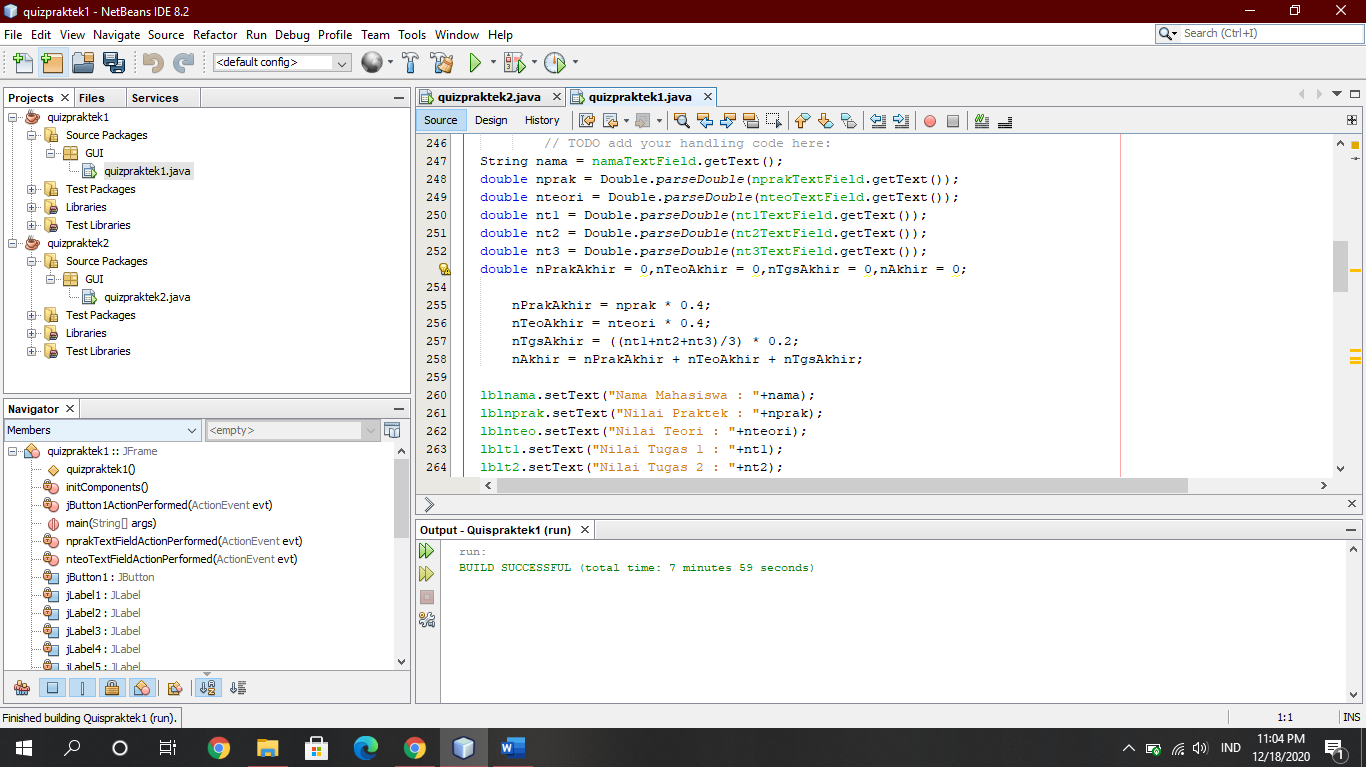 quizpraktek1 - NetBeans IDE 8.2
File Edit View Navigate Source Refactor Run Debug Profile Team Tools Window Help
Search (Ctrl+I)
<default config>
Projects Files Services
quizpraktek1
Source Packages
GUI
quizpraktek1.java
Test Packages
Libraries
Test Libraries
quizpraktek2
Source Packages
GUI
quizpraktek2.java
Test Packages
Libraries
Test Libraries
Navigator
Members
<empty>
quizpraktek1 :: JFrame
quizpraktek1()
initComponents()
jButton1ActionPerformed(ActionEvent evt)
main(String[] args)
nprakTextFieldActionPerformed(ActionEvent evt)
nteoTextFieldActionPerformed(ActionEvent evt)
jButton1 : JButton
jLabel1 : JLabel
jLabel2 : JLabel
jLabel3 : JLabel
jLabel4 : JLabel
jLabel5 : JLabel
quizpraktek2.java quizpraktek1.java
Source Design History
246 // TODO add your handling code here:
247 String nama = namaTextField.getText();
248 double nprak = Double.parseDouble(nprakTextField.getText());
249 double nteori = Double.parseDouble(nteoTextField.getText());
250 double nt1 = Double.parseDouble(nt1TextField.getText());
251 double nt2 = Double.parseDouble(nt2TextField.getText());
252 double nt3 = Double.parseDouble(nt3TextField.getText());
double nPrakAkhir = 0,nTeoAkhir = 0,nTgsAkhir = 0,nAkhir = 0;
254
255 nPrakAkhir = nprak * 0.4;
256 nTeoAkhir = nteori * 0.4;
257 nTgsAkhir = ((nt1+nt2+nt3)/3) * 0.2;
258 nAkhir = nPrakAkhir + nTeoAkhir + nTgsAkhir;
259
260 lblnama.setText("Nama Mahasiswa : "+nama);
261 lblnprak.setText("Nilai Praktek : "+nprak);
262 lblnteo.setText("Nilai Teori : "+nteori);
263 lblt1.setText("Nilai Tugas 1 : "+nt1);
264 lblt2.setText("Nilai Tugas 2 : "+nt2);
Output - Quispraktek1 (run)
run:
BUILD SUCCESSFUL (total time: 7 minutes 59 seconds)
Finished building Quispraktek1 (run).
1:1 INS
IND
11:04 PM
12/18/2020
1